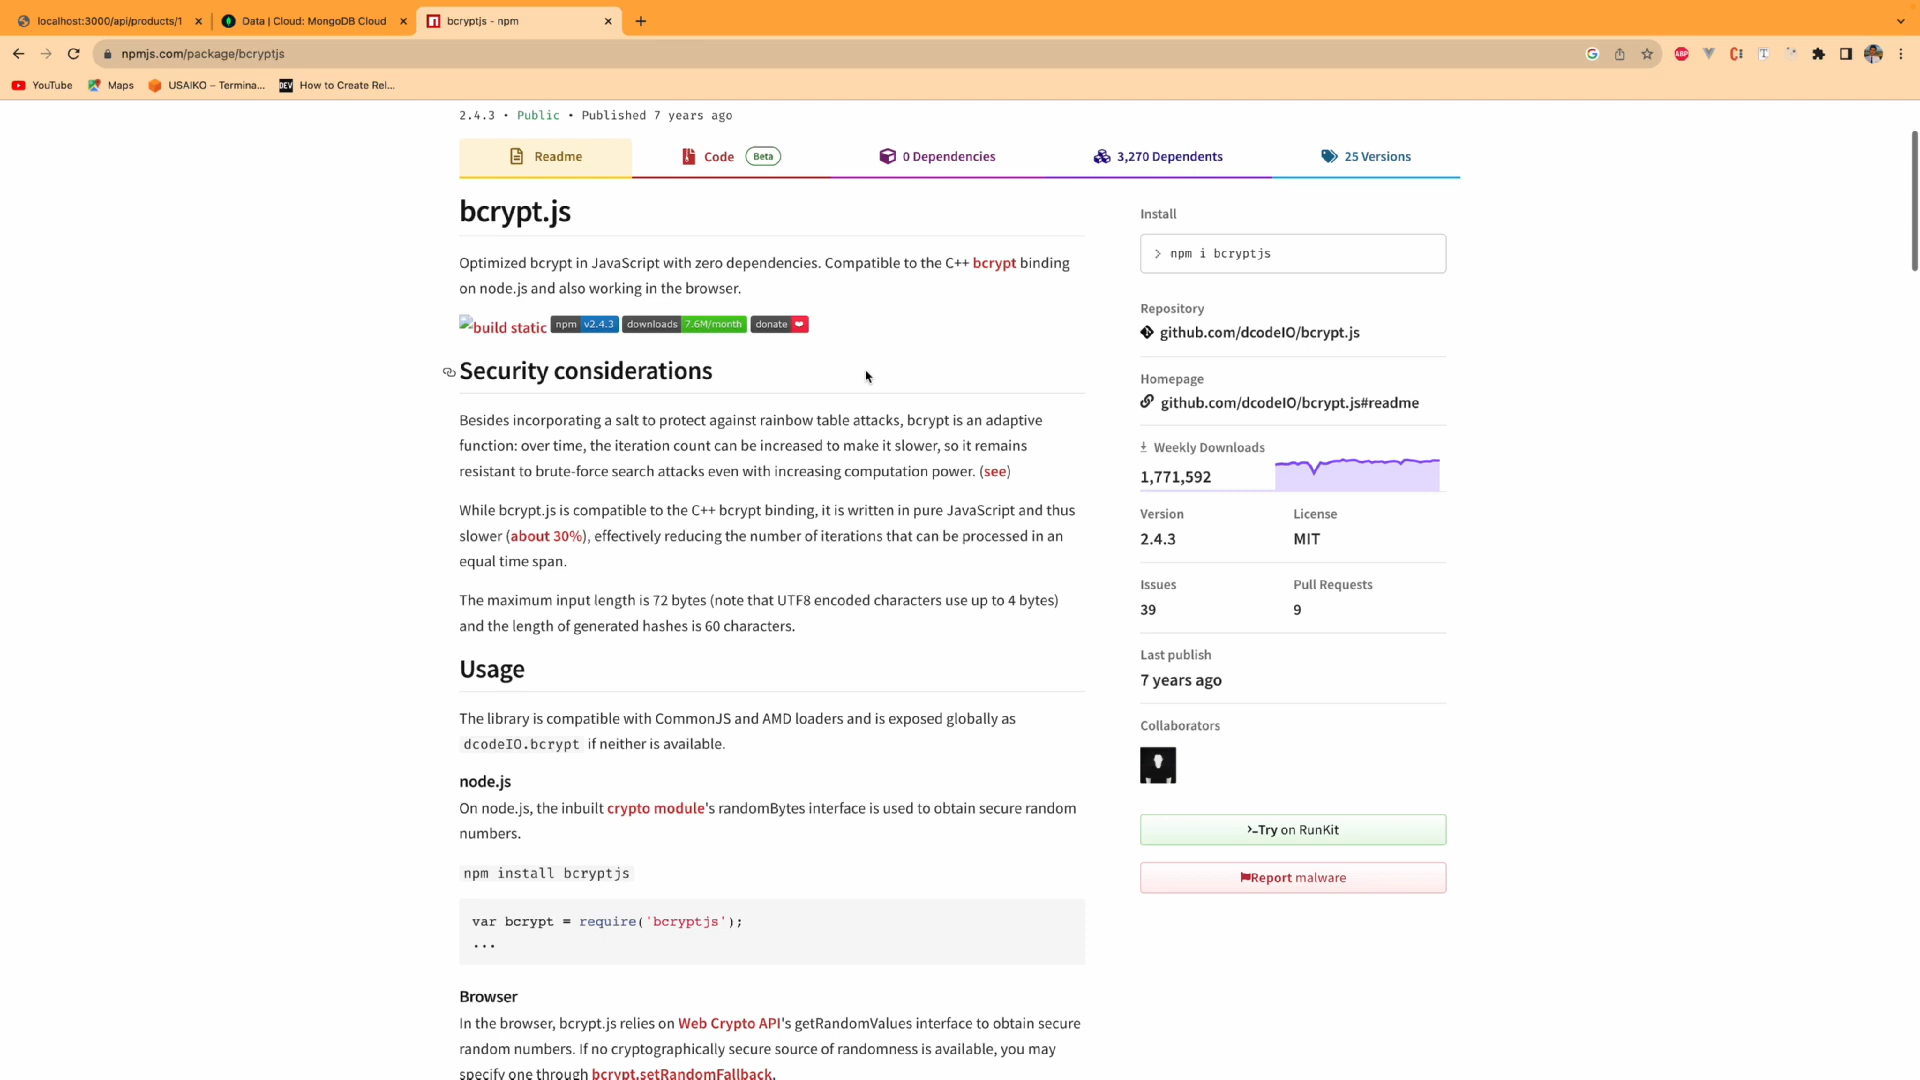 localhost:3000/api/products/1
Data | Cloud: MongoDB Cloud
bcryptjs - npm
npmjs.com/package/bcryptjs
YouTube
Maps
USAIKO – Termina...
DEV
How to Create Rel...
2.4.3 • Public • Published 7 years ago
Readme
Code
Beta
0 Dependencies
3,270 Dependents
25 Versions
bcrypt.js
Optimized bcrypt in JavaScript with zero dependencies. Compatible to the C++ bcrypt binding
on node.js and also working in the browser.
build static
npm v2.4.3
downloads 7.6M/month
donate
Security considerations
Besides incorporating a salt to protect against rainbow table attacks, bcrypt is an adaptive
function: over time, the iteration count can be increased to make it slower, so it remains
resistant to brute-force search attacks even with increasing computation power. (see)
While bcrypt.js is compatible to the C++ bcrypt binding, it is written in pure JavaScript and thus
slower (about 30%), effectively reducing the number of iterations that can be processed in an
equal time span.
The maximum input length is 72 bytes (note that UTF8 encoded characters use up to 4 bytes)
and the length of generated hashes is 60 characters.
Usage
The library is compatible with CommonJS and AMD loaders and is exposed globally as
dcodeIO.bcrypt if neither is available.
node.js
On node.js, the inbuilt crypto module's randomBytes interface is used to obtain secure random
numbers.
npm install bcryptjs
var bcrypt = require('bcryptjs');
...
Browser
In the browser, bcrypt.js relies on Web Crypto API's getRandomValues interface to obtain secure
random numbers. If no cryptographically secure source of randomness is available, you may
specify one through bcrypt.setRandomFallback.
Install
> npm i bcryptjs
Repository
github.com/dcodeIO/bcrypt.js
Homepage
github.com/dcodeIO/bcrypt.js#readme
Weekly Downloads
1,771,592
Version
2.4.3
License
MIT
Issues
39
Pull Requests
9
Last publish
7 years ago
Collaborators
Try on RunKit
Report malware